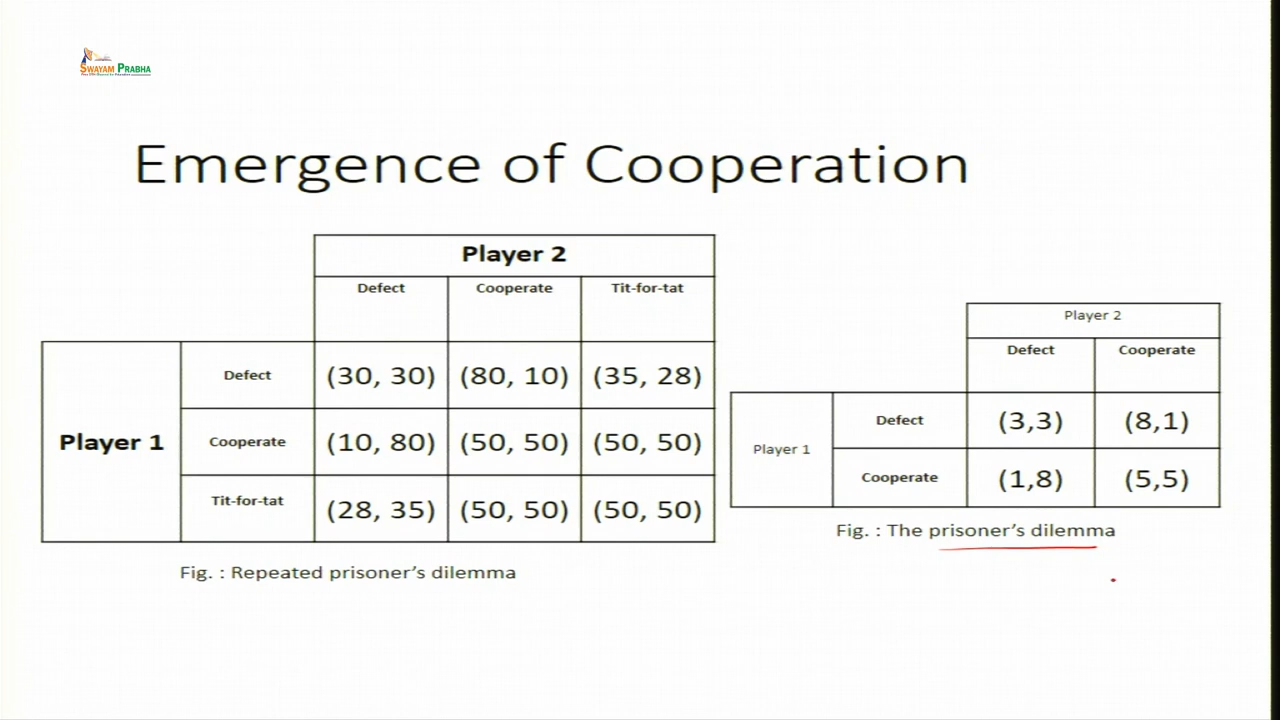 SWAYAM PRABHA
Emergence of Cooperation
Player 2
Defect Cooperate Tit-for-tat
Player 1
Defect (30, 30) (80, 10) (35, 28)
Cooperate (10, 80) (50, 50) (50, 50)
Tit-for-tat (28, 35) (50, 50) (50, 50)
Fig. : Repeated prisoner's dilemma
Player 2
Defect Cooperate
Player 1
Defect (3,3) (8,1)
Cooperate (1,8) (5,5)
Fig. : The prisoner's dilemma